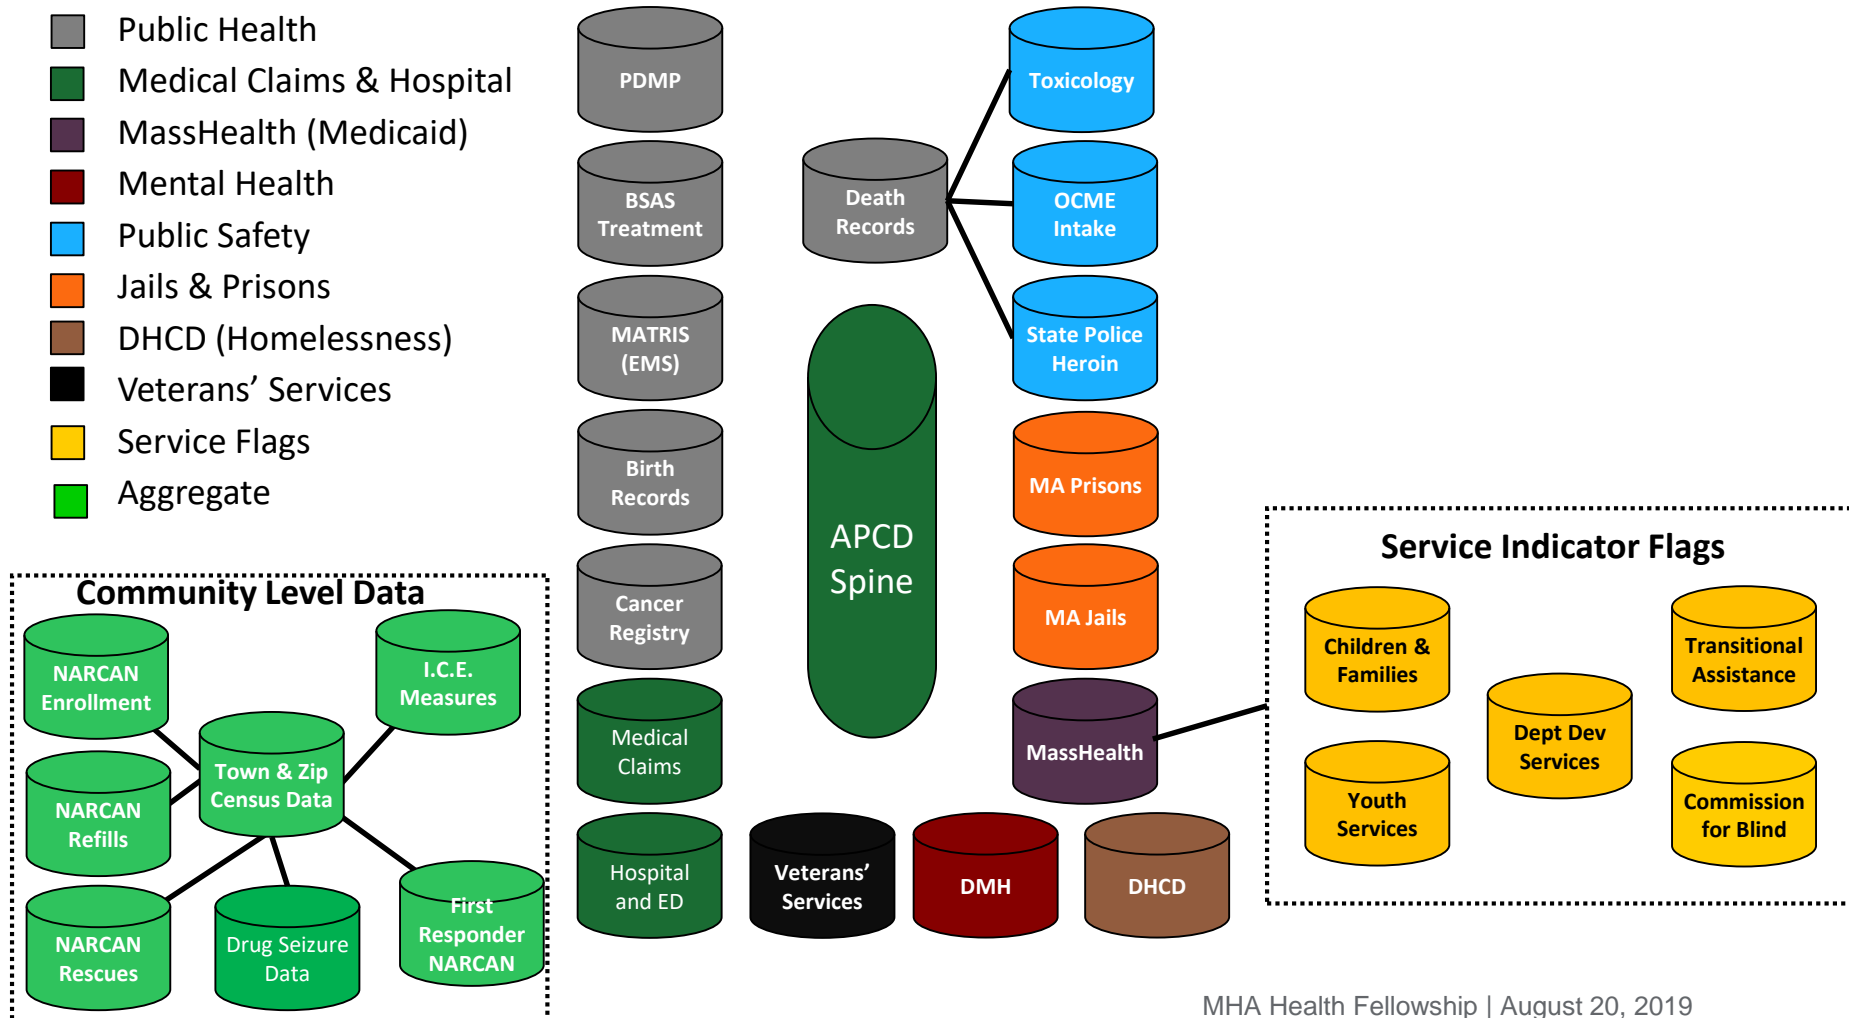 Public Health
Medical Claims & Hospital
MassHealth (Medicaid)
Mental Health
Public Safety
Jails & Prisons
DHCD (Homelessness)
Veterans’ Services
Service Flags
Aggregate
PDMP
BSAS
Treatment
MATRIS
(EMS)
Birth
Records
Cancer
Registry
Medical
Claims
Hospital
and ED
Death
Records
APCD
Spine
Toxicology
OCME
Intake
State Police
Heroin
MA Prisons
MA Jails
MassHealth
Veterans’
Services
DMH
DHCD
Community Level Data
NARCAN
Enrollment
I.C.E.
Measures
Town & Zip
Census Data
NARCAN
Refills
NARCAN
Rescues
Drug Seizure
Data
First
Responder
NARCAN
Service Indicator Flags
Children &
Families
Transitional
Assistance
Dept Dev
Services
Youth
Services
Commission
for Blind
MHA Health Fellowship | August 20, 2019